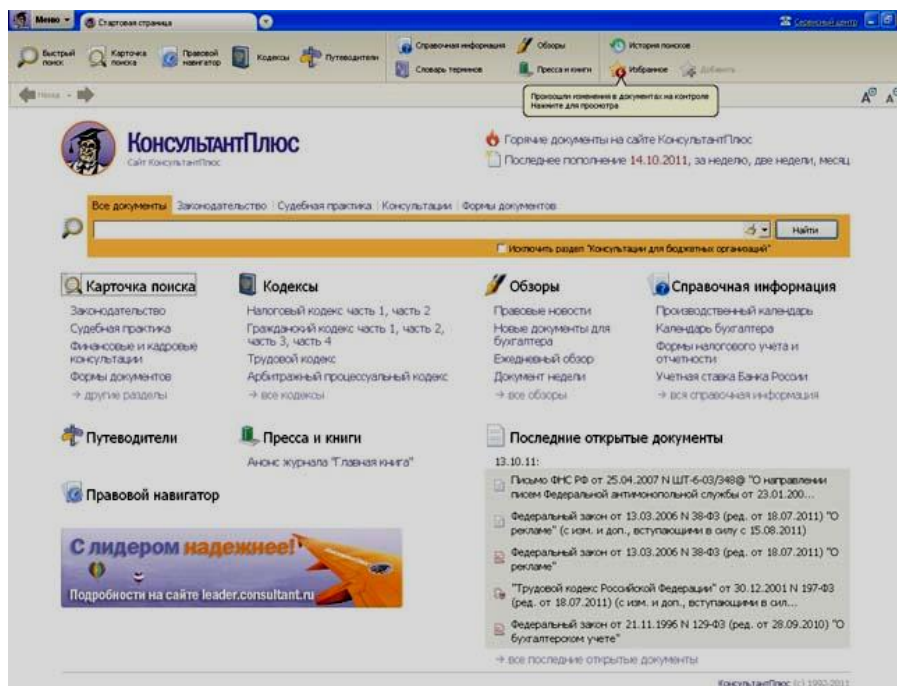 Меню
Стартовая страница
Сервисный центр
Быстрый поиск
Карточка поиска
Правовой навигатор
Кодексы
Путеводители
Справочная информация
Словарь терминов
Обзоры
Пресса и книги
История поисков
Избранное
Добавить...
Назад
Произошли изменения в документах на контроле
Нажмите для просмотра
КонсультантПлюс
Сайт КонсультантПлюс
Горячие документы на сайте КонсультантПлюс
Последнее пополнение 14.10.2011, за неделю, две недели, месяц
Все документы Законодательство Судебная практика Консультации Формы документов
Найти
Исключить раздел "Консультации для бюджетных организаций"
Карточка поиска
Законодательство
Судебная практика
Финансовые и кадровые
консультации
Формы документов
→ другие разделы
Кодексы
Налоговый кодекс часть 1, часть 2
Гражданский кодекс часть 1, часть 2,
часть 3, часть 4
Трудовой кодекс
Арбитражный процессуальный кодекс
→ все кодексы
Обзоры
Правовые новости
Новые документы для
бухгалтера
Ежедневный обзор
Документ недели
→ все обзоры
Справочная информация
Производственный календарь
Календарь бухгалтера
Формы налогового учета и
отчетности
Учетная ставка Банка России
→ вся справочная информация
Путеводители
Пресса и книги
Анонс журнала "Главная книга"
Правовой навигатор
С лидером надежнее!
Подробности на сайте leader.consultant.ru
Последние открытые документы
13.10.11:
Письмо ФНС РФ от 25.04.2007 N ШТ-6-03/348@ "О направлении
писем Федеральной антимонопольной службы от 23.01.200...
Федеральный закон от 13.03.2006 N 38-ФЗ (ред. от 18.07.2011) "О
рекламе" (с изм. и доп., вступающими в силу с 15.08.2011)
Федеральный закон от 13.03.2006 N 38-ФЗ (ред. от 18.07.2011) "О
рекламе"
"Трудовой кодекс Российской Федерации" от 30.12.2001 N 197-ФЗ
(ред. от 18.07.2011) (с изм. и доп., вступающими в сил...
Федеральный закон от 21.11.1996 N 129-ФЗ (ред. от 28.09.2010) "О
бухгалтерском учете"
→ все последние открытые документы
КонсультантПлюс (c) 1992-2011